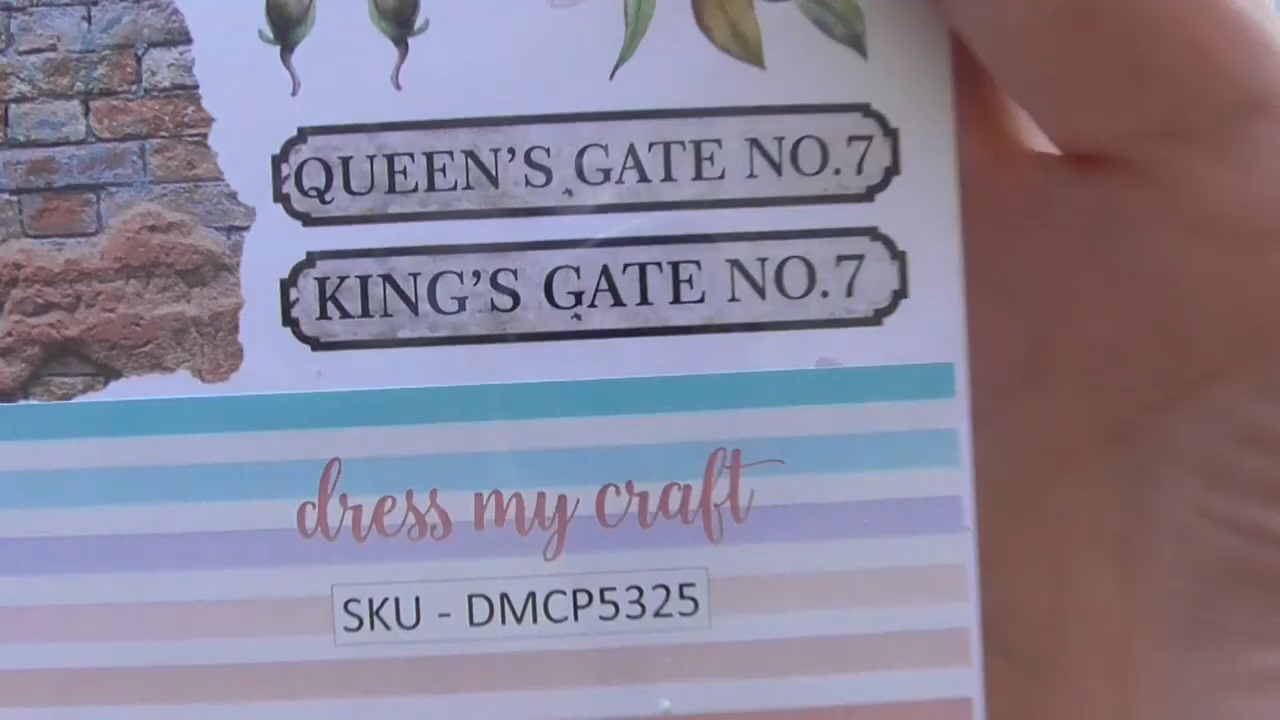 QUEEN'S GATE NO.7
KING'S GATE NO.7
dress my craft
SKU - DMCP5325